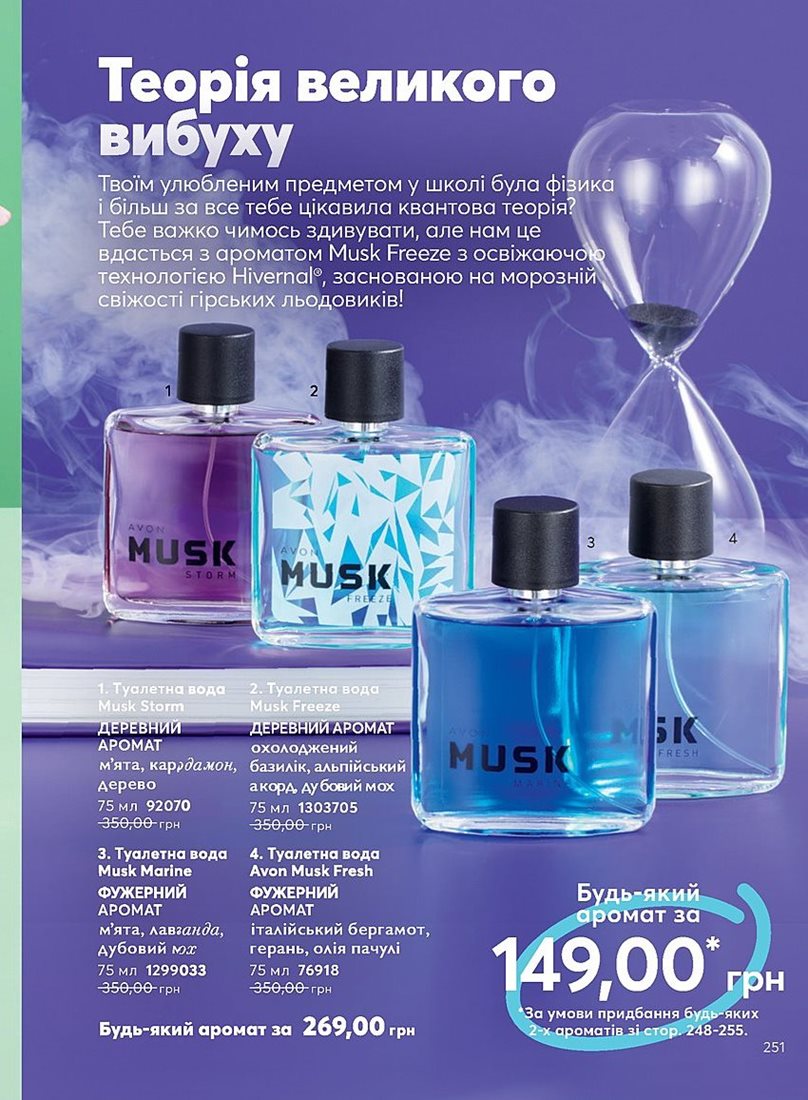 Теорія великого
вибуху
Твоїм улюбленим предметом у школі була фізика
і більш за все тебе цікавила квантова теорія?
Тебе важко чимось здивувати, але нам це
вдасться з ароматом Musk Freeze з освіжаючою
технологією Hivernal®, заснованою на морозній
свіжості гірських льодовиків!
1
2
AVON
MUSK
STORM
AVON
MUSK
FREEZE
3
4
AVON
MUSK
MARINE
SK
FRESH
1. Туалетна вода
Musk Storm
ДЕРЕВНИЙ
АРОМАТ
м’ята, кардамон,
дерево
75 мл 92070
350,00 грн
2. Туалетна вода
Musk Freeze
ДЕРЕВНИЙ АРОМАТ
охолоджений
базилік, альпійський
акорд, дубовий мох
75 мл 1303705
350,00 грн
3. Туалетна вода
Musk Marine
ФУЖЕРНИЙ
АРОМАТ
м’ята, лаванда,
дубовий мох
75 мл 1299033
350,00 грн
4. Туалетна вода
Avon Musk Fresh
ФУЖЕРНИЙ
АРОМАТ
італійський бергамот,
герань, олія пачулі
75 мл 76918
350,00 грн
Будь-який аромат за 269,00 грн
Будь-який
аромат за
149,00* грн
*За умови придбання будь-яких
2-х ароматів зі стор. 248-255.
251